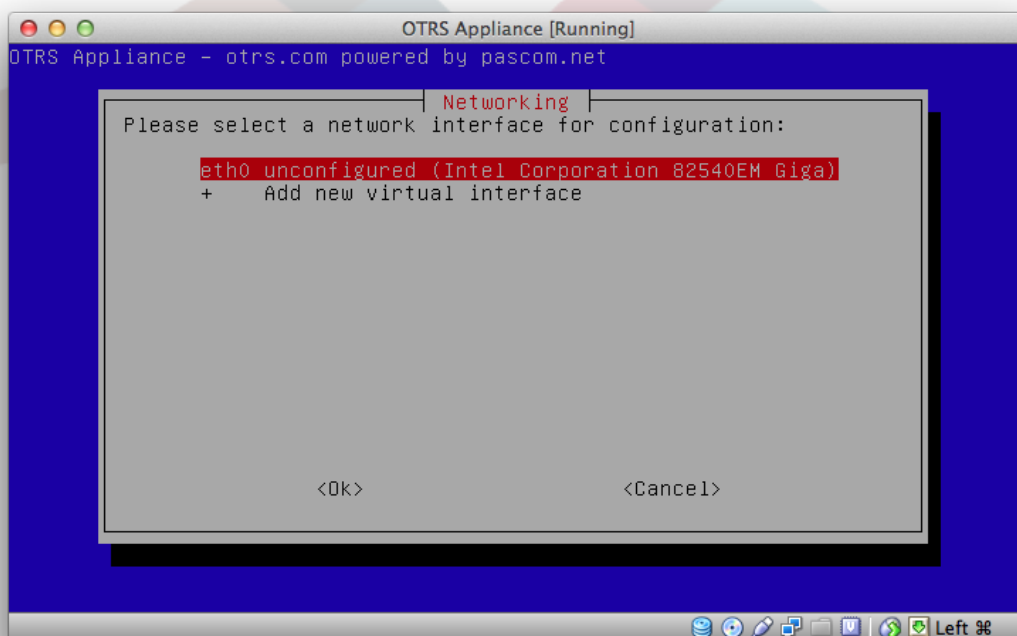 OTRS Appliance [Running]
OTRS Appliance - otrs.com powered by pascom.net
Networking
Please select a network interface for configuration:
eth0 unconfigured (Intel Corporation 82540EM Giga)
+ Add new virtual interface
<Ok> <Cancel>
Left ⌘